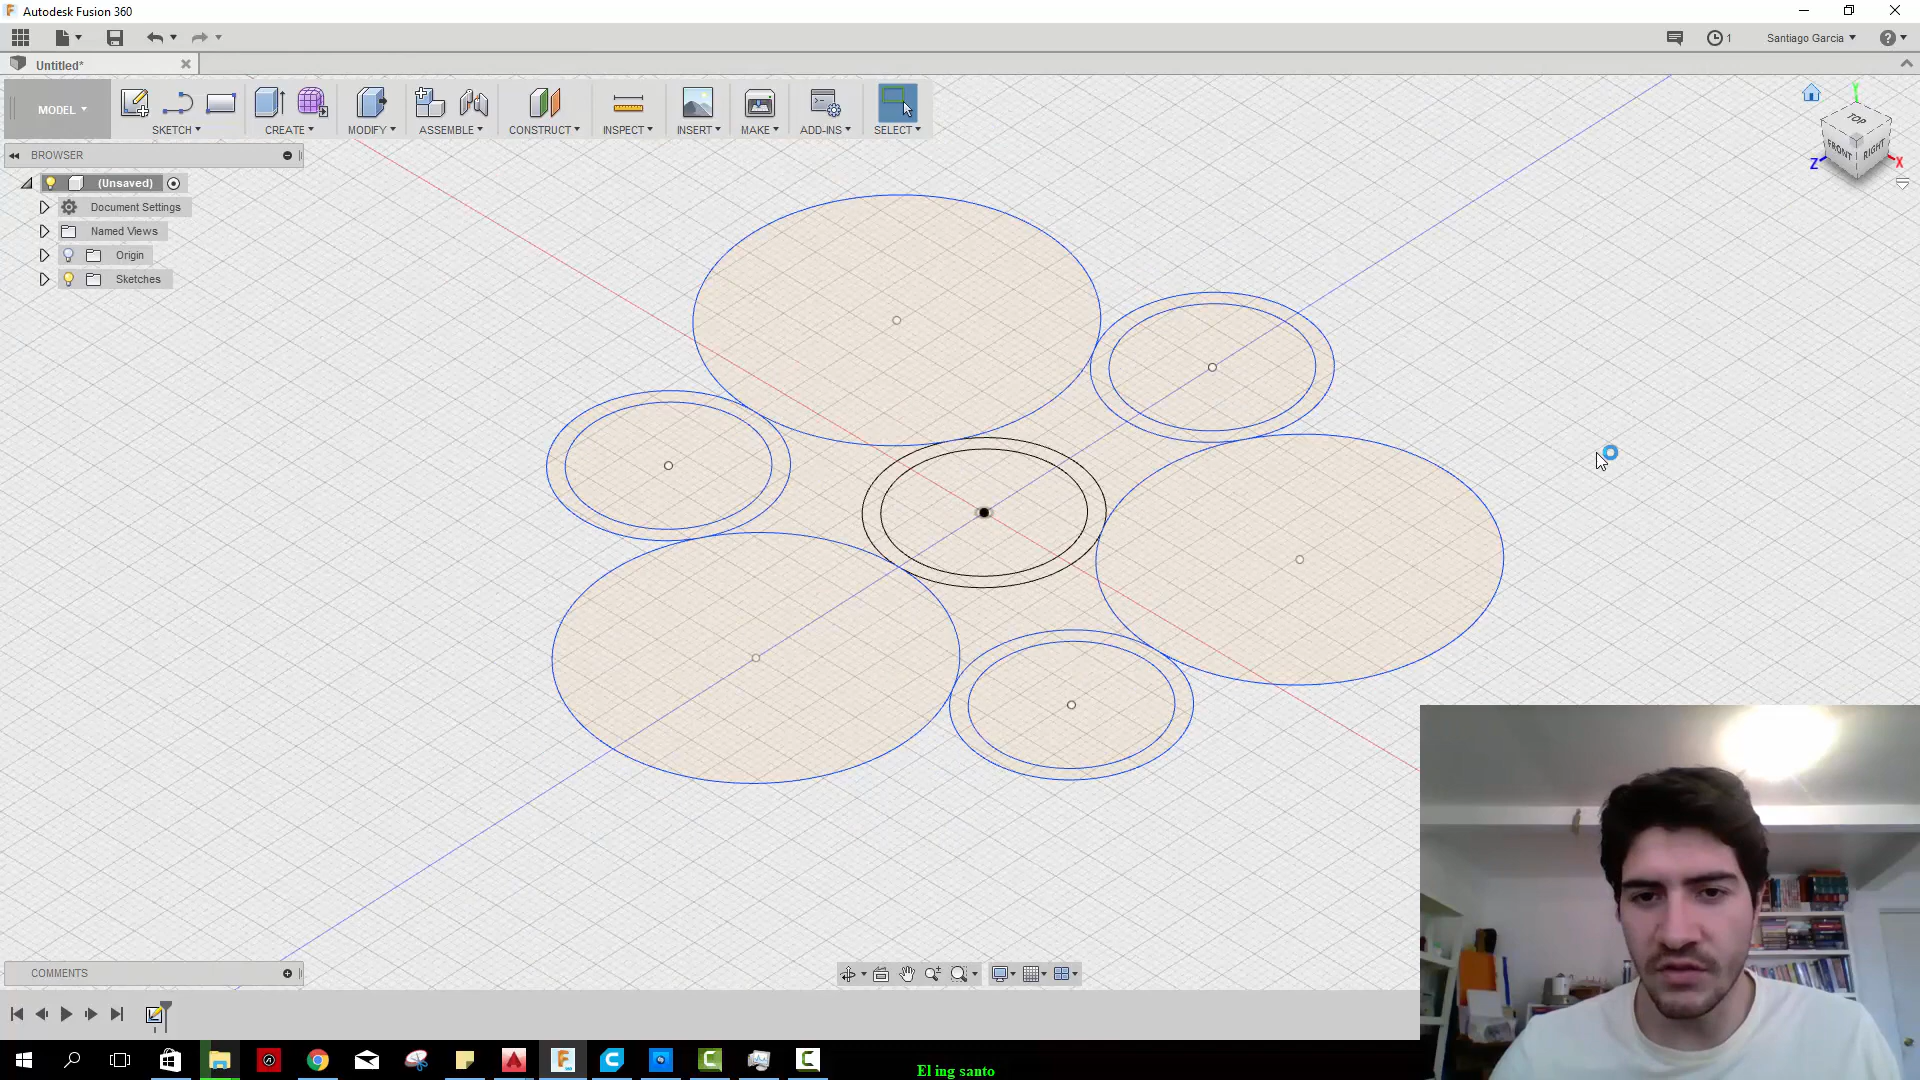 Autodesk Fusion 360
1
Santiago Garcia
Untitled*
MODEL
SKETCH
CREATE
MODIFY
ASSEMBLE
CONSTRUCT
INSPECT
INSERT
MAKE
ADD-INS
SELECT
BROWSER
(Unsaved)
Document Settings
Named Views
Origin
Sketches
Y
TOP
FRONT
RIGHT
Z
X
COMMENTS
El ing santo